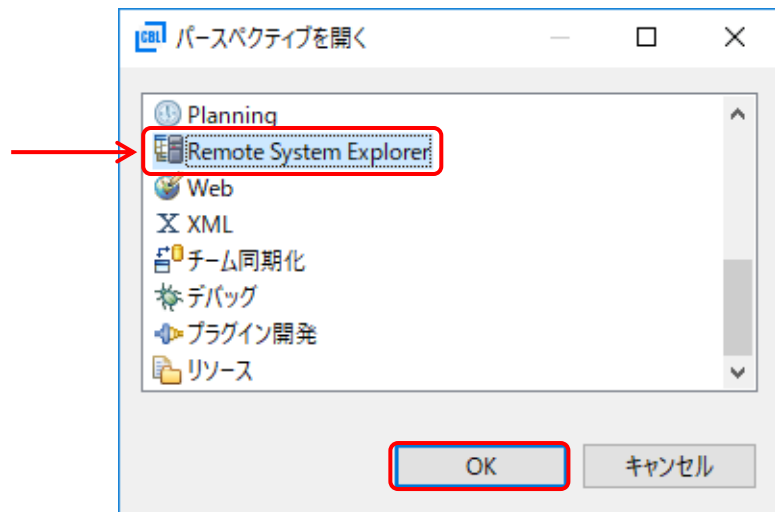 CBL パースペクティブを開く
Planning
Remote System Explorer
Web
X XML
チーム同期化
デバッグ
プラグイン開発
リソース
OK キャンセル